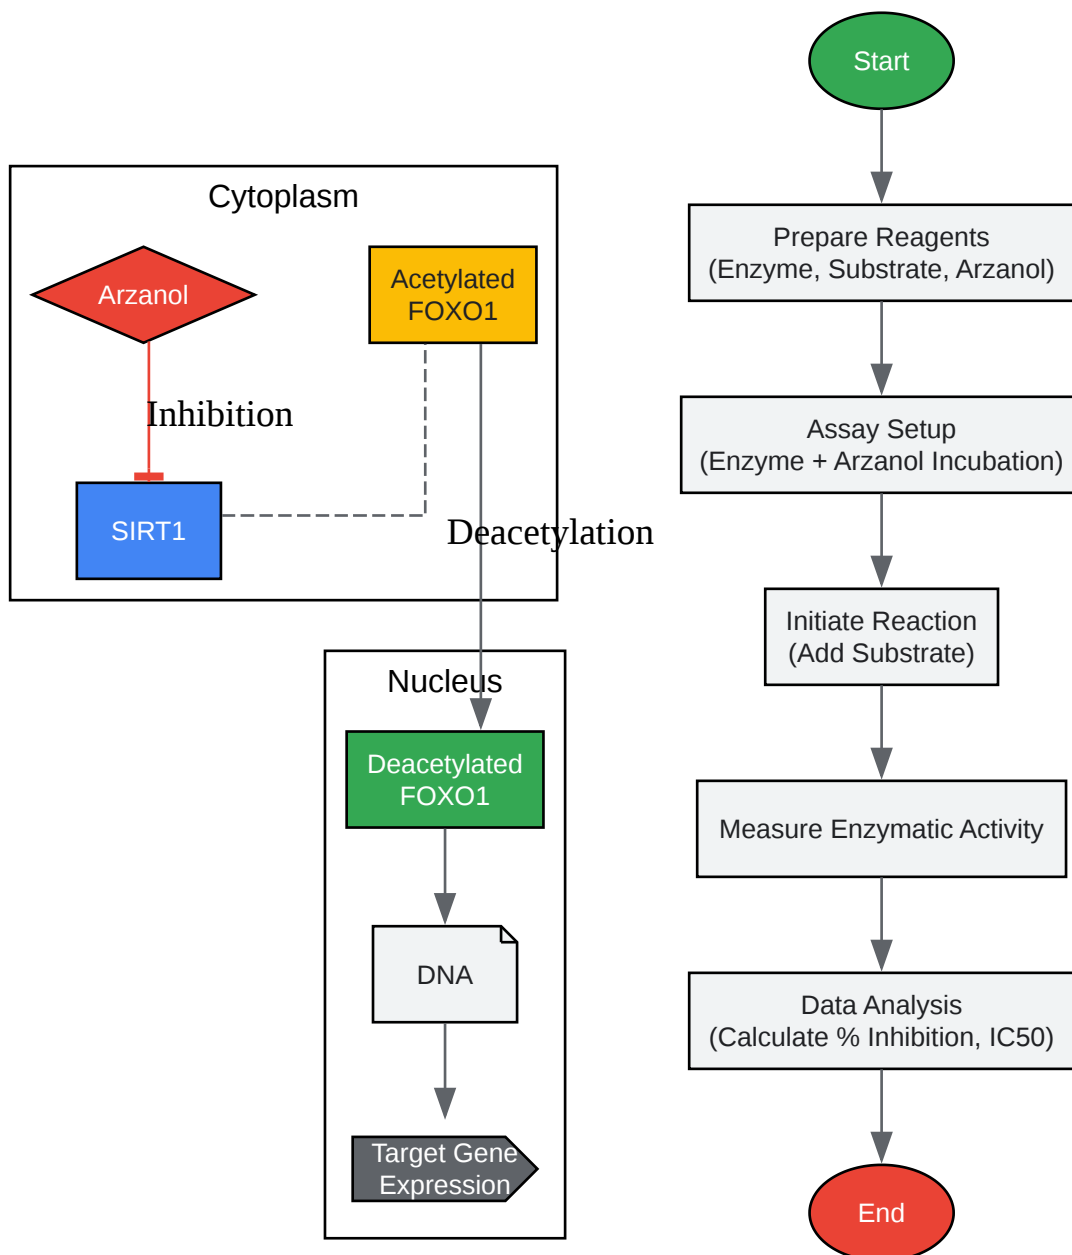 Cytoplasm
Arzanol
Acetylated
FOXO1
Inhibition
SIRT1
Deacetylation
Nucleus
Deacetylated
FOXO1
DNA
Target Gene
Expression
Start
Prepare Reagents
(Enzyme, Substrate, Arzanol)
Assay Setup
(Enzyme + Arzanol Incubation)
Initiate Reaction
(Add Substrate)
Measure Enzymatic Activity
Data Analysis
(Calculate % Inhibition, IC50)
End